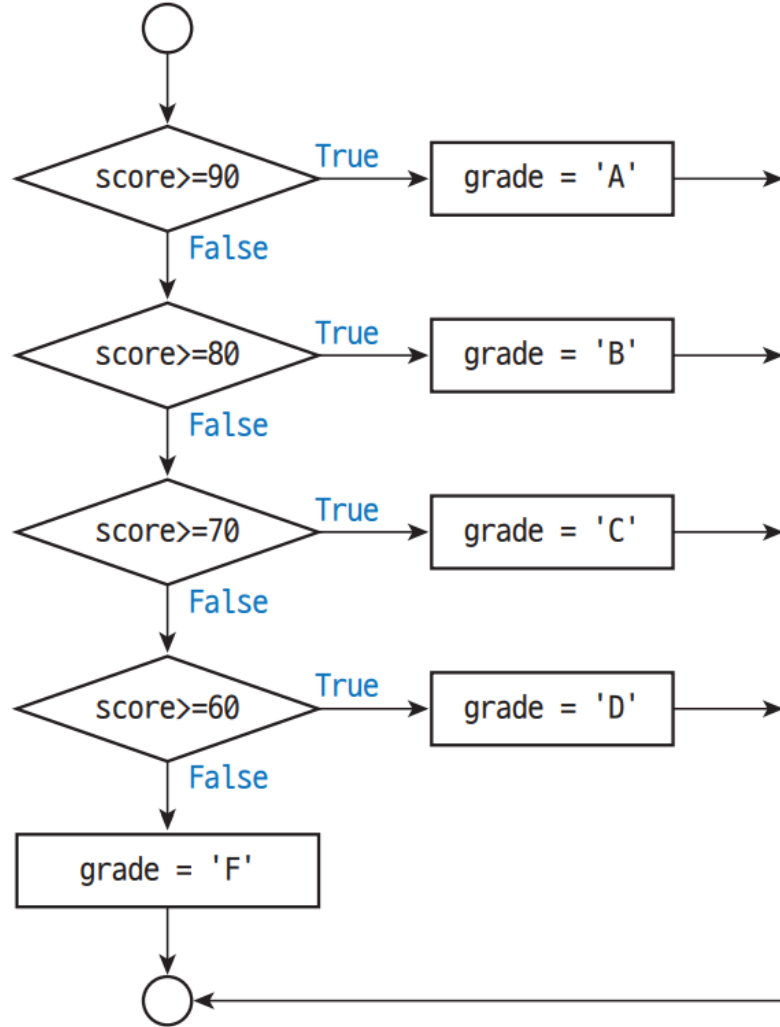 score>=90
True
grade = 'A'
False
score>=80
True
grade = 'B'
False
score>=70
True
grade = 'C'
False
score>=60
True
grade = 'D'
False
grade = 'F'